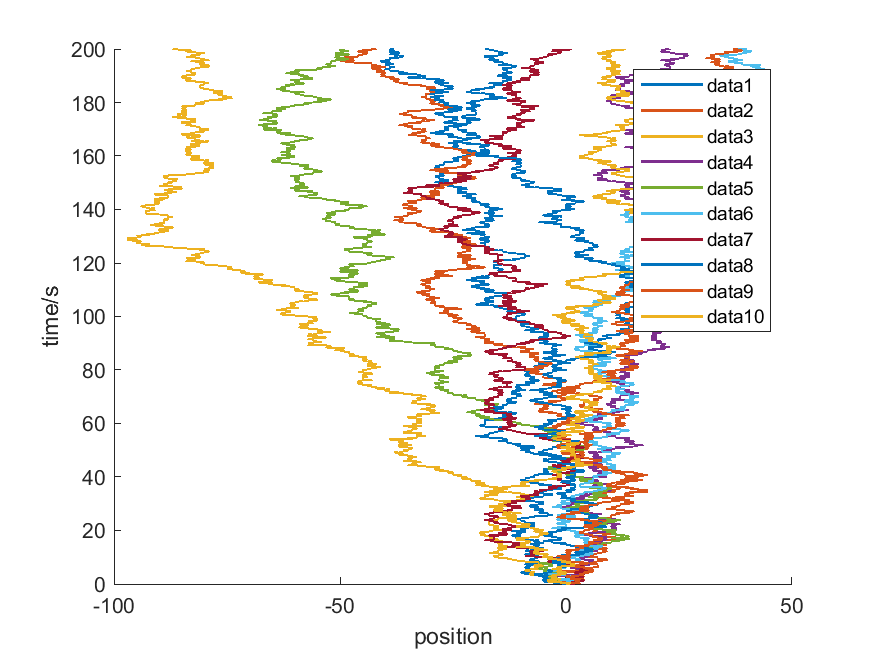 200
180
160
140
120
100
80
60
40
20
0
time/s
-100
-50
0
50
position
data1
data2
data3
data4
data5
data6
data7
data8
data9
data10